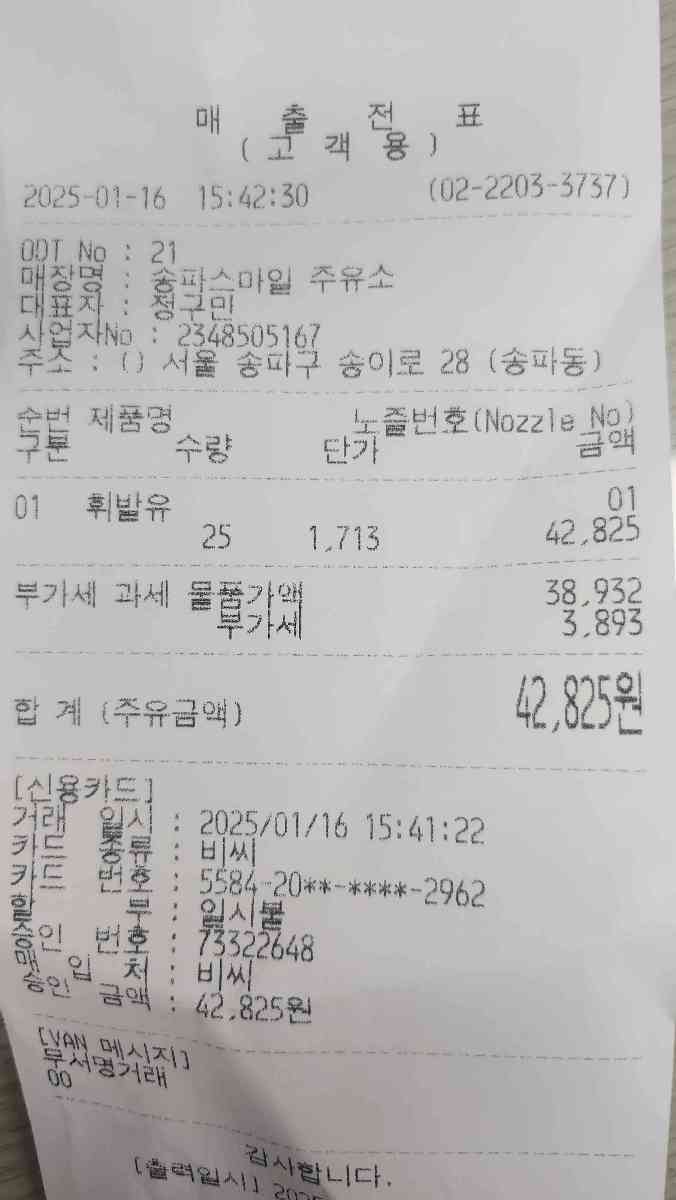 매 출 전 표
( 고 객 용 )
2025-01-16 15:42:30 (02-2203-3737)
ODT No : 21
매장명 : 송파스마일 주유소
대표자 : 정구민
사업자No : 2348505167
주소 : () 서울 송파구 송이로 28 (송파동)
순번 제품명 노즐번호(Nozzle No)
구분 수량 단가 금액
01 휘발유 01
25 1,713 42,825
부가세 과세 물품가액 38,932
부가세 3,893
합 계 (주유금액) 42,825원
[신용카드]
거래 일시 : 2025/01/16 15:41:22
카드 종류 : 비씨
카드 번호 : 5584-20**-****-2962
할 부 : 일시불
승인 번호 : 73322648
매 입 처 : 비씨
승인 금액 : 42,825원
[VAN 메시지]
무서명거래
00
감사합니다.
[출력일시] 2025